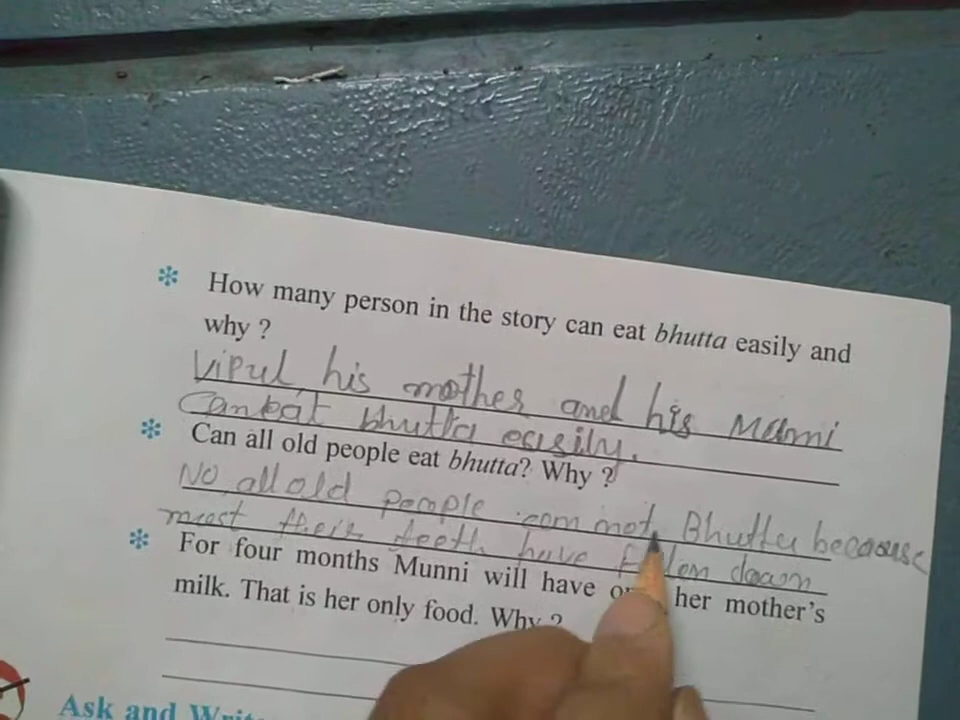 * How many person in the story can eat bhutta easily and
why ?
Vipul, his mother and his Mami
Can eat bhutta easily.
* Can all old people eat bhutta? Why ?
No, all old people can not Bhutta because
most their teeth have down
* For four months Munni will have her mother's
milk. That is her only food. Why ?
Ask and Write